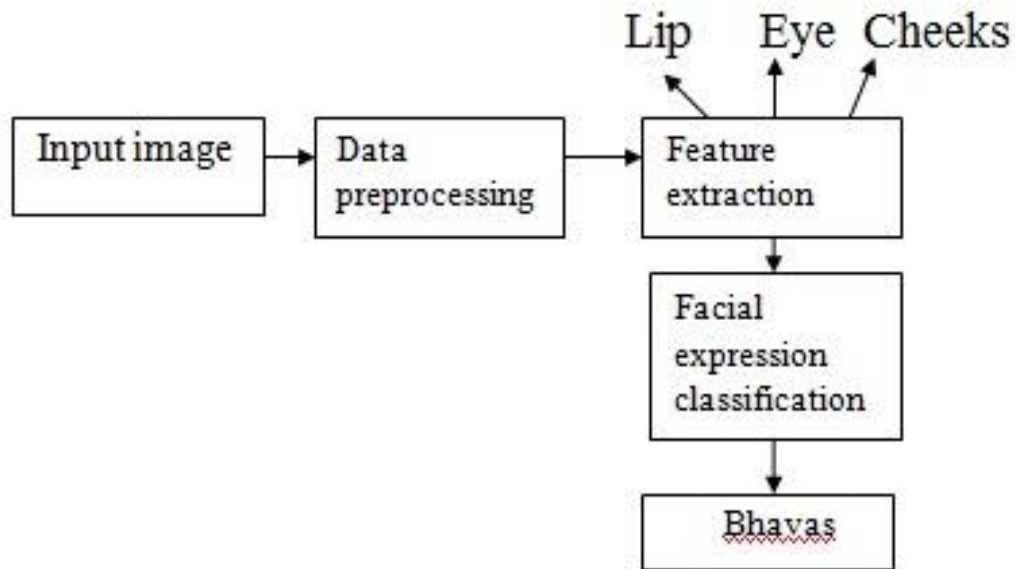 Lip Eye Cheeks
Input image
Data
preprocessing
Feature
extraction
Facial
expression
classification
Bhavas